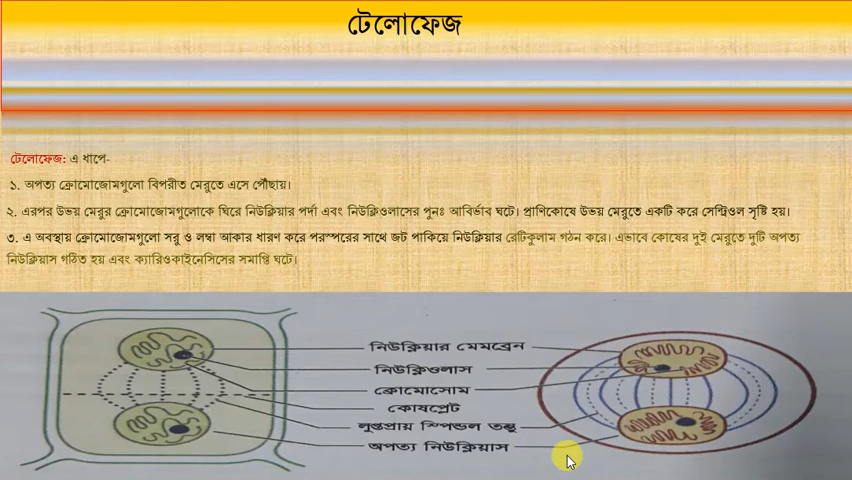 টেলোফেজ
টেলোফেজ: এ ধাপে-
১. অপত্য ক্রোমোজোমগুলো বিপরীত মেরুতে এসে পৌঁছায়।
২. এরপর উভয় মেরুর ক্রোমোজোমগুলোকে ঘিরে নিউক্লিয়ার পর্দা এবং নিউক্লিওলাসের পুনঃ আবির্ভাব ঘটে। প্রাণিকোষে উভয় মেরুতে একটি করে সেন্ট্রিওল সৃষ্টি হয়।
৩. এ অবস্থায় ক্রোমোজোমগুলো সরু ও লম্বা আকার ধারণ করে পরস্পরের সাথে জট পাকিয়ে নিউক্লিয়ার রেটিকুলাম গঠন করে। এভাবে কোষের দুই মেরুতে দুটি অপত্য
নিউক্লিয়াস গঠিত হয় এবং ক্যারিওকাইনেসিসের সমাপ্তি ঘটে।
নিউক্লিয়ার মেমব্রেন
নিউক্লিওলাস
ক্রোমোসোম
কোষপ্লেট
লুপ্তপ্রায় স্পিন্ডল তন্তু
অপত্য নিউক্লিয়াস